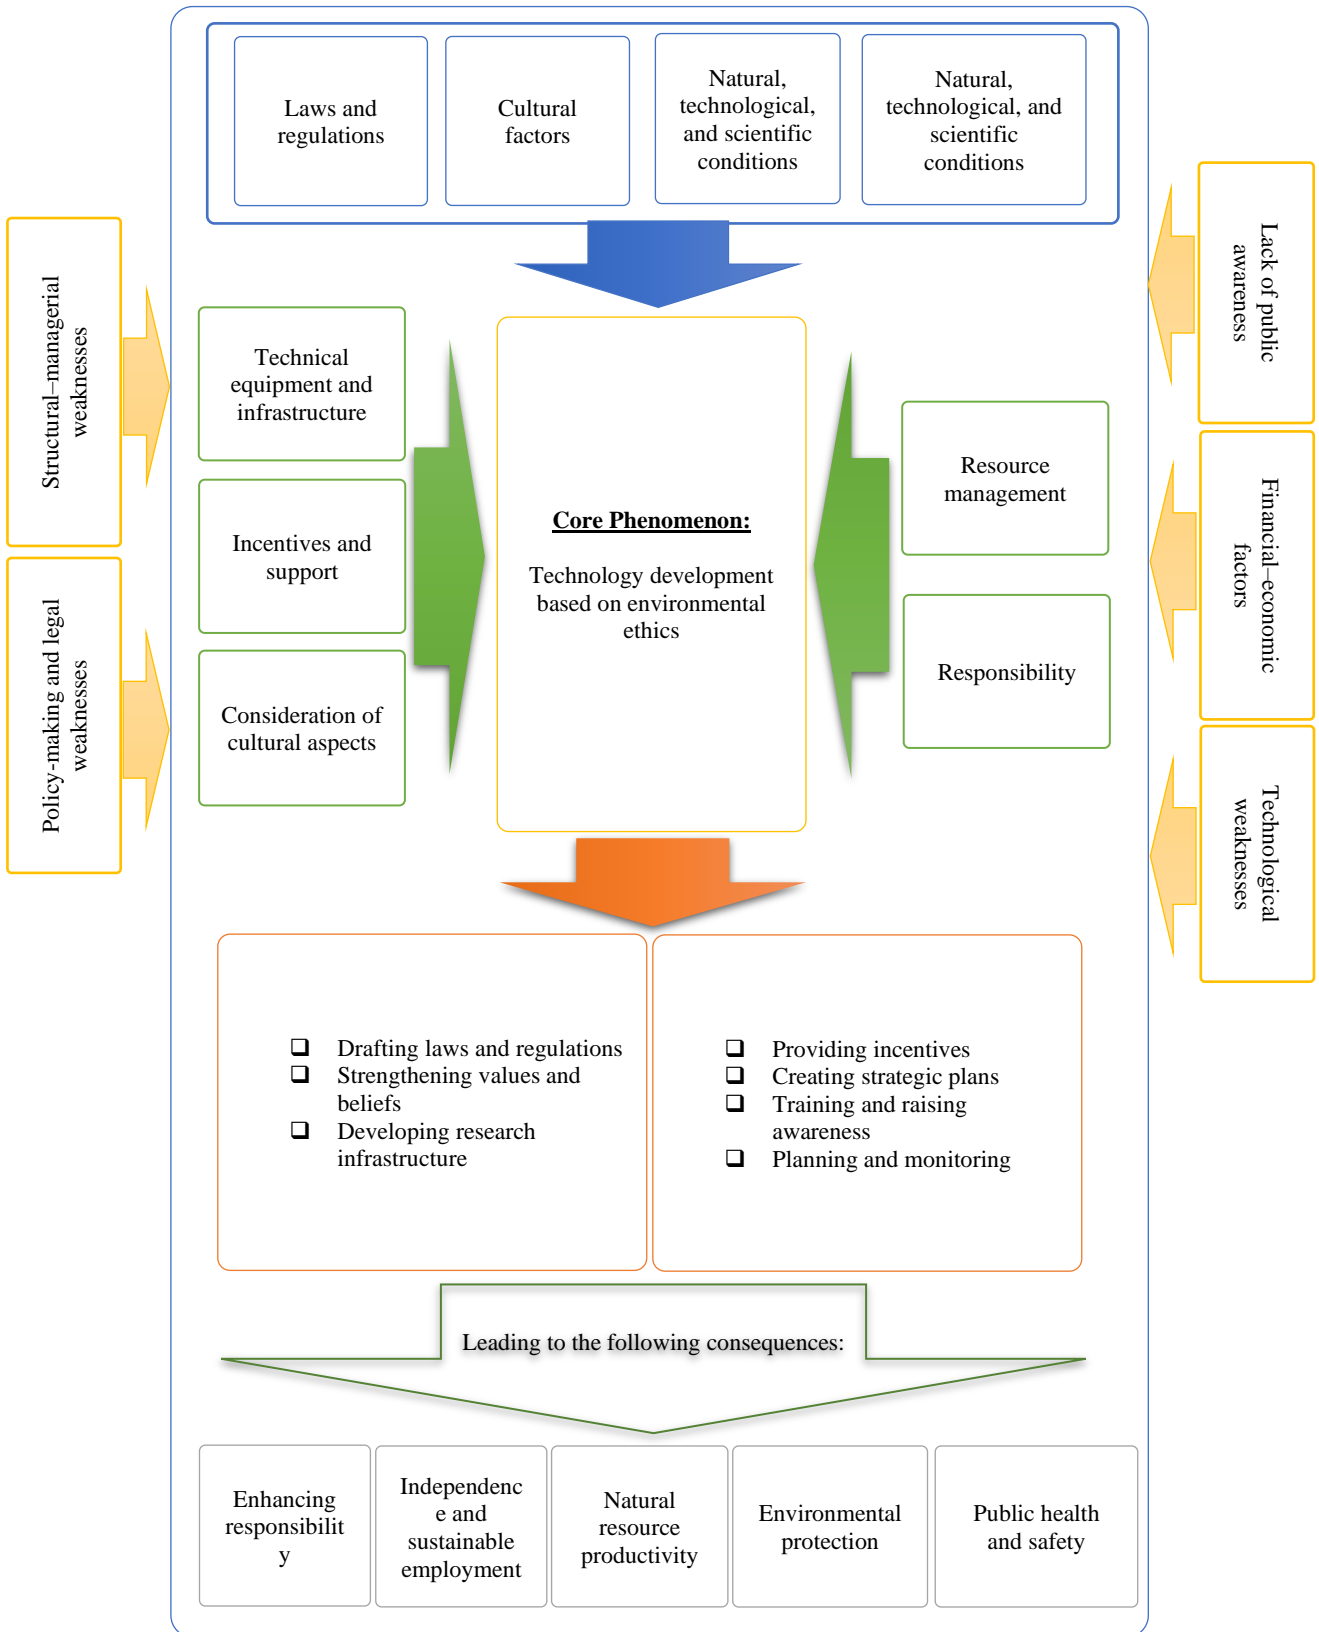 Laws and
regulations
Cultural
factors
Natural,
technological,
and scientific
conditions
Natural,
technological, and
scientific
conditions
Structural–managerial
weaknesses
Policy-making and legal
weaknesses
Technical
equipment and
infrastructure
Incentives and
support
Consideration of
cultural aspects
Core Phenomenon:
Technology development
based on environmental
ethics
Resource
management
Responsibility
Lack of public
awareness
Financial–economic
factors
Technological
weaknesses
❑ Drafting laws and regulations
❑ Strengthening values and
beliefs
❑ Developing research
infrastructure
❑ Providing incentives
❑ Creating strategic plans
❑ Training and raising
awareness
❑ Planning and monitoring
Leading to the following consequences:
Enhancing
responsibilit
y
Independenc
e and
sustainable
employment
Natural
resource
productivity
Environmental
protection
Public health
and safety